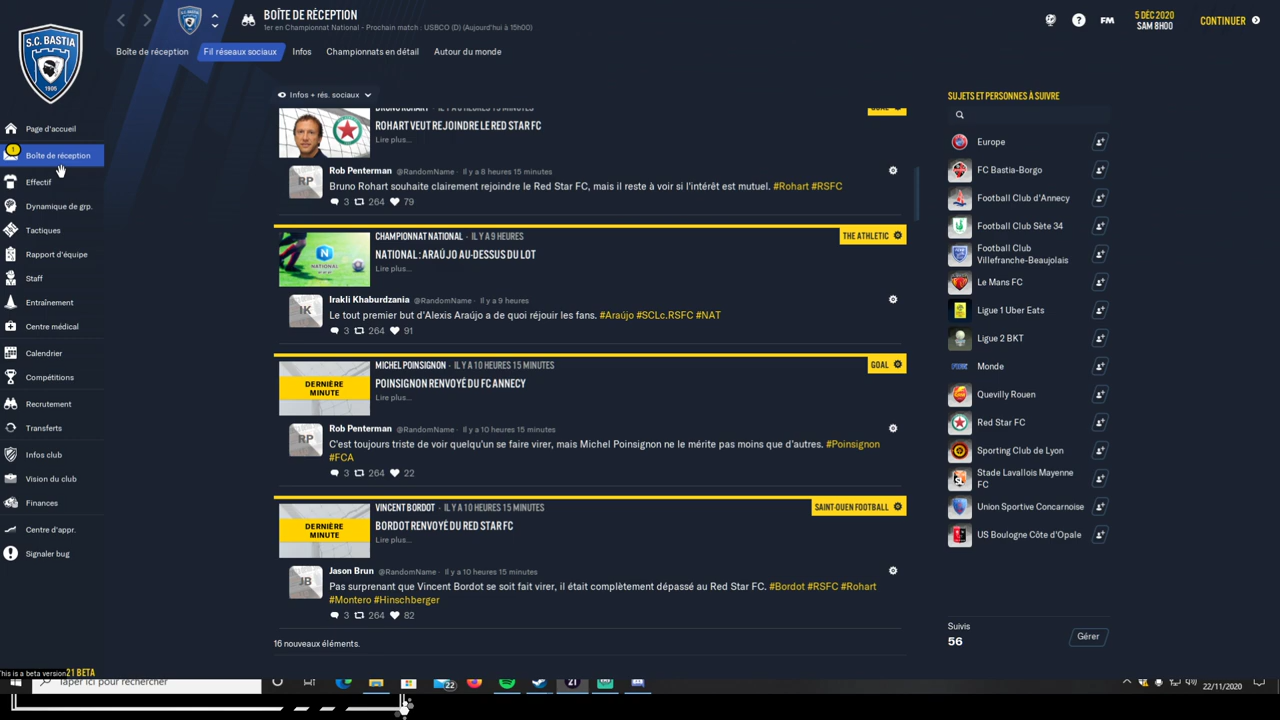 BOÎTE DE RÉCEPTION
1er en Championnat National - Prochain match : USBCO (D) (Aujourd'hui à 15h00)
FM
5 DÉC 2020
SAM 8H00
CONTINUER
S.C. BASTIA
1905
Boîte de réception
Fil réseaux sociaux
Infos
Championnats en détail
Autour du monde
Page d'accueil
1
Boîte de réception
Effectif
Dynamique de grp.
Tactiques
Rapport d'équipe
Staff
Entraînement
Centre médical
Calendrier
Compétitions
Recrutement
Transferts
Infos club
Vision du club
Finances
Centre d'appr.
Signaler bug
Infos + rés. sociaux
ROHART VEUT REJOINDRE LE RED STAR FC
Lire plus...
RP
Rob Penterman @RandomName · Il y a 8 heures 15 minutes
Bruno Rohart souhaite clairement rejoindre le Red Star FC, mais il reste à voir si l'intérêt est mutuel. #Rohart #RSFC
3 264 79
CHAMPIONNAT NATIONAL - IL Y A 9 HEURES
THE ATHLETIC
NATIONAL
NATIONAL : ARAÚJO AU-DESSUS DU LOT
Lire plus...
IK
Irakli Khaburdzania @RandomName · Il y a 9 heures
Le tout premier but d'Alexis Araújo a de quoi réjouir les fans. #Araújo #SCLc.RSFC #NAT
3 264 91
MICHEL POINSIGNON - IL Y A 10 HEURES 15 MINUTES
GOAL
DERNIÈRE
MINUTE
POINSIGNON RENVOYÉ DU FC ANNECY
Lire plus...
RP
Rob Penterman @RandomName · Il y a 10 heures 15 minutes
C'est toujours triste de voir quelqu'un se faire virer, mais Michel Poinsignon ne le mérite pas moins que d'autres. #Poinsignon
#FCA
3 264 22
VINCENT BORDOT - IL Y A 10 HEURES 15 MINUTES
SAINT-OUEN FOOTBALL
DERNIÈRE
MINUTE
BORDOT RENVOYÉ DU RED STAR FC
Lire plus...
JB
Jason Brun @RandomName · Il y a 10 heures 15 minutes
Pas surprenant que Vincent Bordot se soit fait virer, il était complètement dépassé au Red Star FC. #Bordot #RSFC #Rohart
#Montero #Hinschberger
3 264 82
16 nouveaux éléments.
SUJETS ET PERSONNES À SUIVRE
Europe
FC Bastia-Borgo
Football Club d'Annecy
Football Club Sète 34
Football Club
Villefranche-Beaujolais
Le Mans FC
Ligue 1 Uber Eats
Ligue 2 BKT
Monde
Quevilly Rouen
Red Star FC
Sporting Club de Lyon
Stade Lavallois Mayenne
FC
Union Sportive Concarnoise
US Boulogne Côte d'Opale
Suivis
56
Gérer
This is a beta version
21 BETA
Taper ici pour rechercher
22
21
22/11/2020